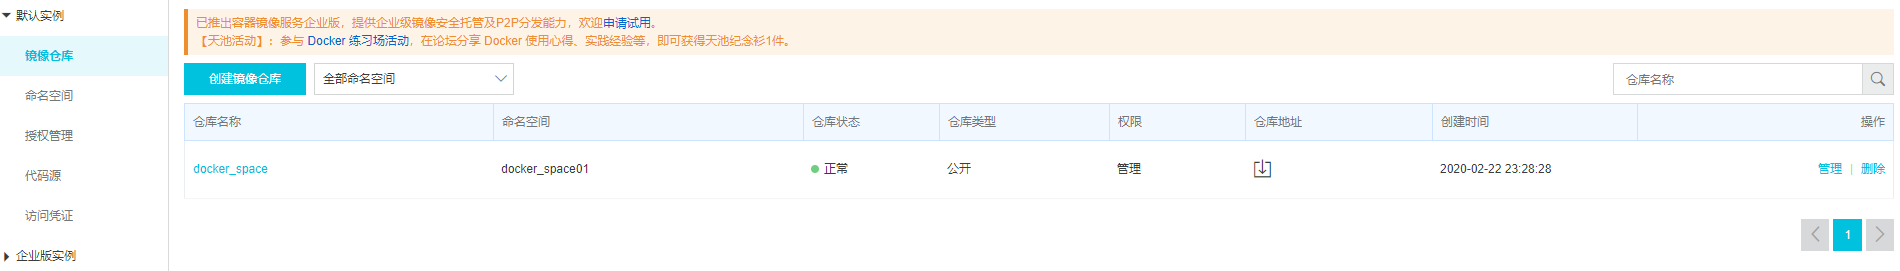 默认实例
镜像仓库
命名空间
授权管理
代码源
访问凭证
企业版实例
已推出容器镜像服务企业版，提供企业级镜像安全托管及P2P分发能力，欢迎申请试用。
【天池活动】：参与 Docker 练习场活动，在论坛分享 Docker 使用心得、实践经验等，即可获得天池纪念衫1件。
创建镜像仓库 全部命名空间 仓库名称
仓库名称 命名空间 仓库状态 仓库类型 权限 仓库地址 创建时间 操作
docker_space docker_space01 正常 公开 管理 2020-02-22 23:28:28 管理 | 删除
1